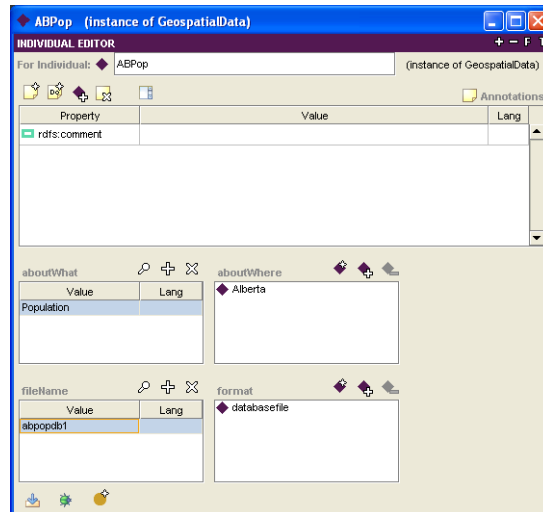 ABPop (instance of GeospatialData)
INDIVIDUAL EDITOR + − F T
For Individual: ABPop (instance of GeospatialData)
Annotations
Property Value Lang
rdfs:comment
aboutWhat aboutWhere
Value Lang Alberta
Population
fileName format
Value Lang databasefile
abpopdb1